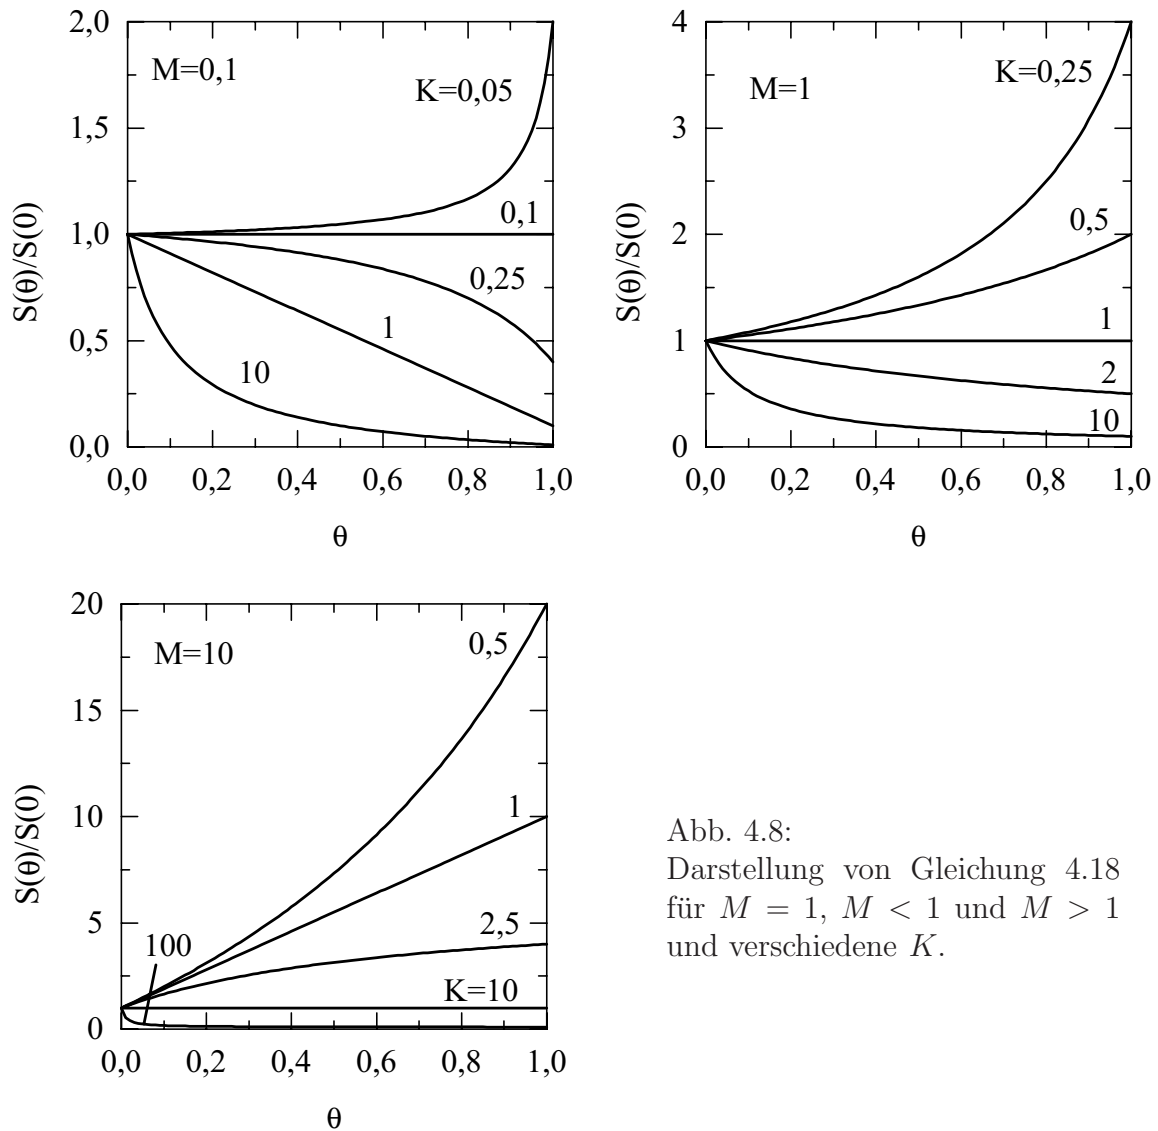 2,0
1,5
1,0
0,5
0,0
S(θ)/S(0)
M=0,1
K=0,05
0,1
0,25
1
10
0,0 0,2 0,4 0,6 0,8 1,0
θ
4
3
2
1
0
S(θ)/S(0)
M=1
K=0,25
0,5
1
2
10
0,0 0,2 0,4 0,6 0,8 1,0
θ
20
15
10
5
0
S(θ)/S(0)
M=10
0,5
1
2,5
100
K=10
0,0 0,2 0,4 0,6 0,8 1,0
θ
Abb. 4.8:
Darstellung von Gleichung 4.18
für M = 1, M < 1 und M > 1
und verschiedene K.